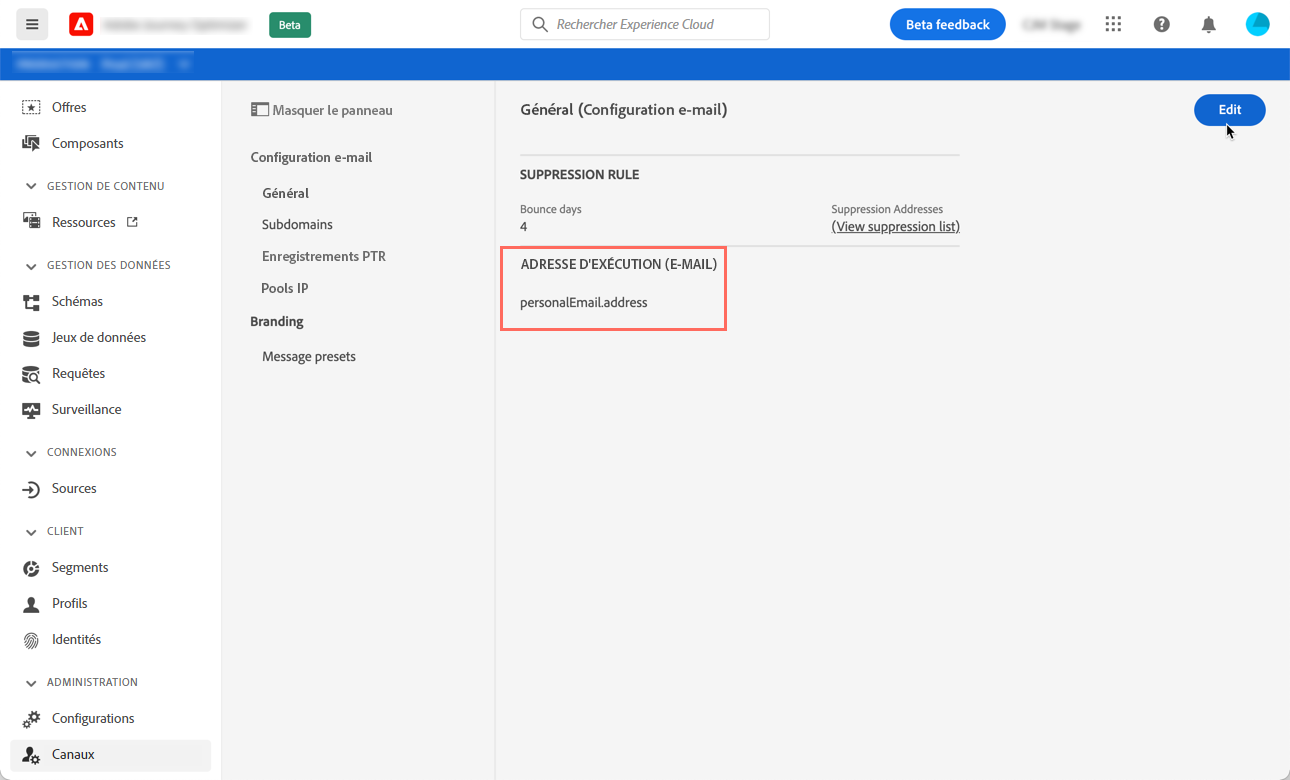 Beta
Rechercher Experience Cloud
Beta feedback
Offres
Composants
GESTION DE CONTENU
Ressources
GESTION DES DONNÉES
Schémas
Jeux de données
Requêtes
Surveillance
CONNEXIONS
Sources
CLIENT
Segments
Profils
Identités
ADMINISTRATION
Configurations
Canaux
Masquer le panneau
Configuration e-mail
Général
Subdomains
Enregistrements PTR
Pools IP
Branding
Message presets
Général (Configuration e-mail)
Edit
SUPPRESSION RULE
Bounce days
4
Suppression Addresses
(View suppression list)
ADRESSE D'EXÉCUTION (E-MAIL)
personalEmail.address